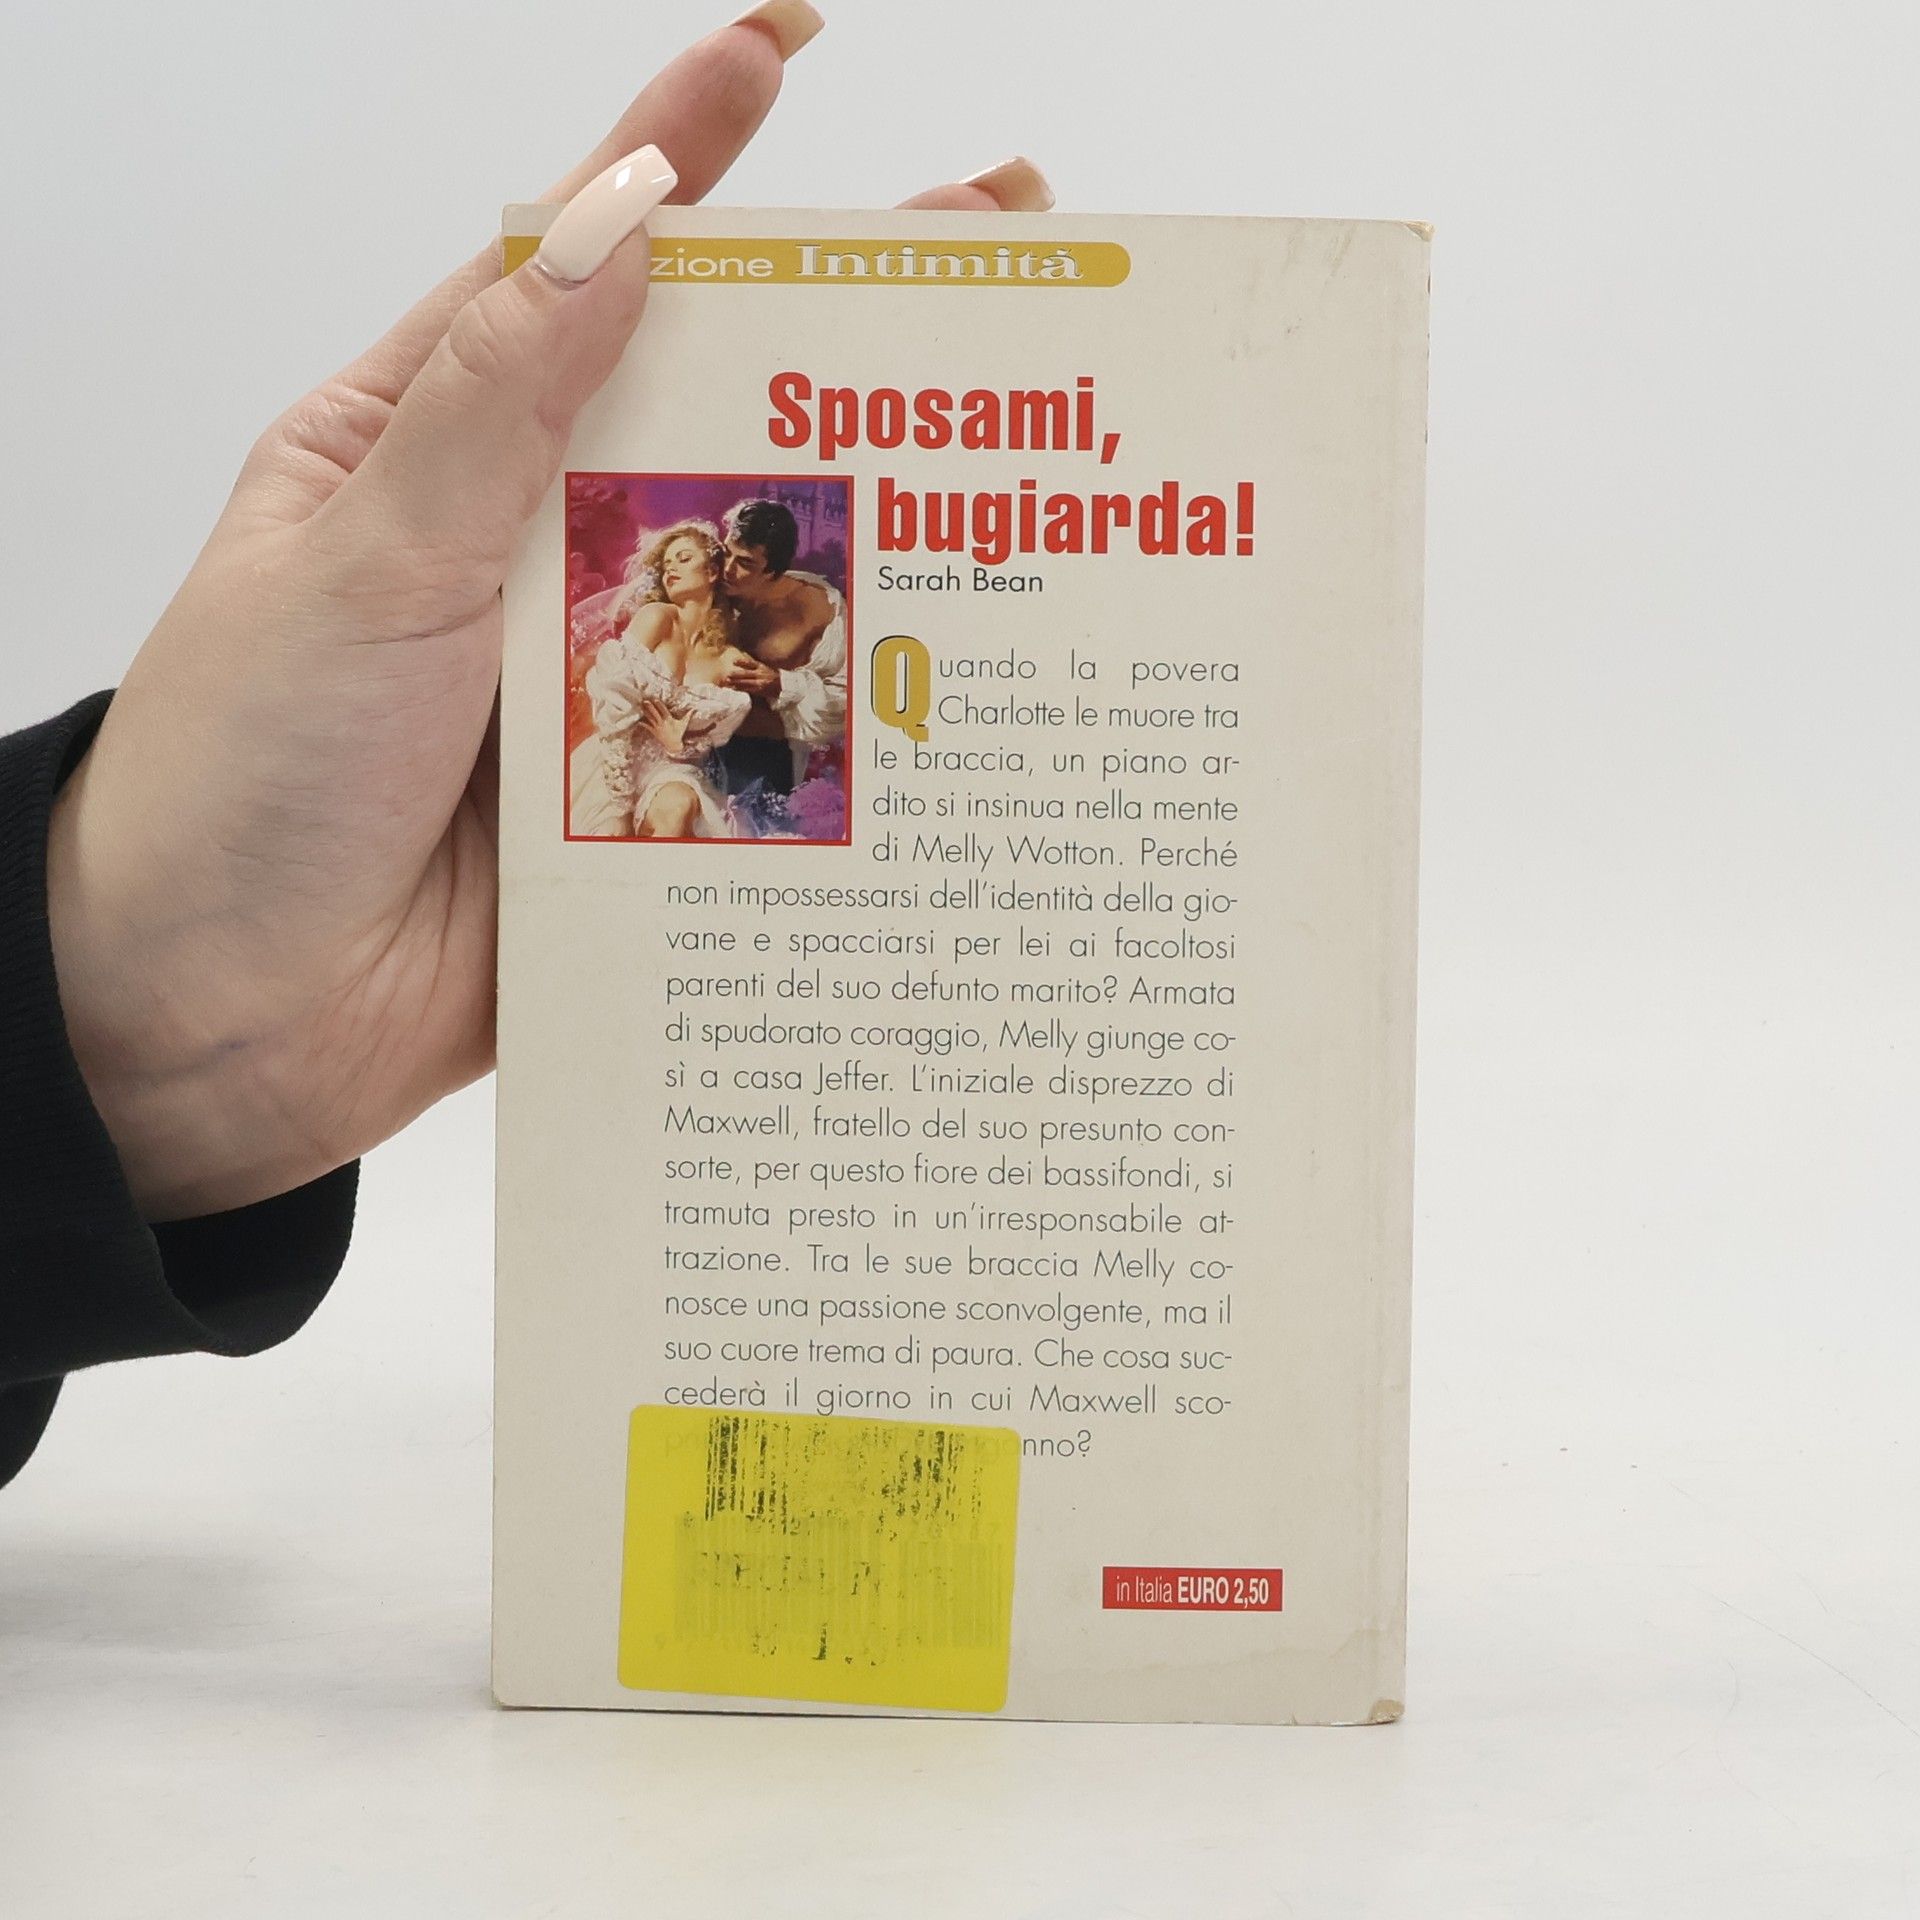 zione Intimità
Sposami,
bugiarda!
Sarah Bean
Quando la povera
Charlotte le muore tra
le braccia, un piano ar-
dito si insinua nella mente
di Melly Wotton. Perché
non impossessarsi dell'identità della gio-
vane e spacciarsi per lei ai facoltosi
parenti del suo defunto marito? Armata
di spudorato coraggio, Melly giunge co-
sì a casa Jeffer. L'iniziale disprezzo di
Maxwell, fratello del suo presunto con-
sorte, per questo fiore dei bassifondi, si
tramuta presto in un'irresponsabile at-
trazione. Tra le sue braccia Melly co-
nosce una passione sconvolgente, ma il
suo cuore trema di paura. Che cosa suc-
cederà il giorno in cui Maxwell sco-
nno?
in Italia EURO 2,50